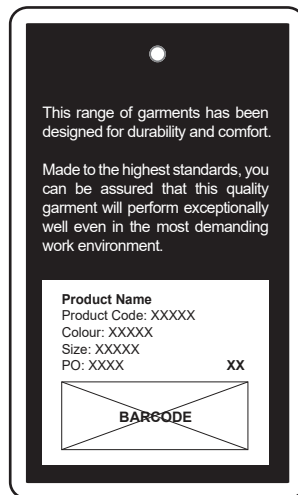 This range of garments has been
designed for durability and comfort.
Made to the highest standards, you
can be assured that this quality
garment will perform exceptionally
well even in the most demanding
work environment.
Product Name
Product Code: XXXXX
Colour: XXXXX
Size: XXXXX
PO: XXXX XX
BARCODE